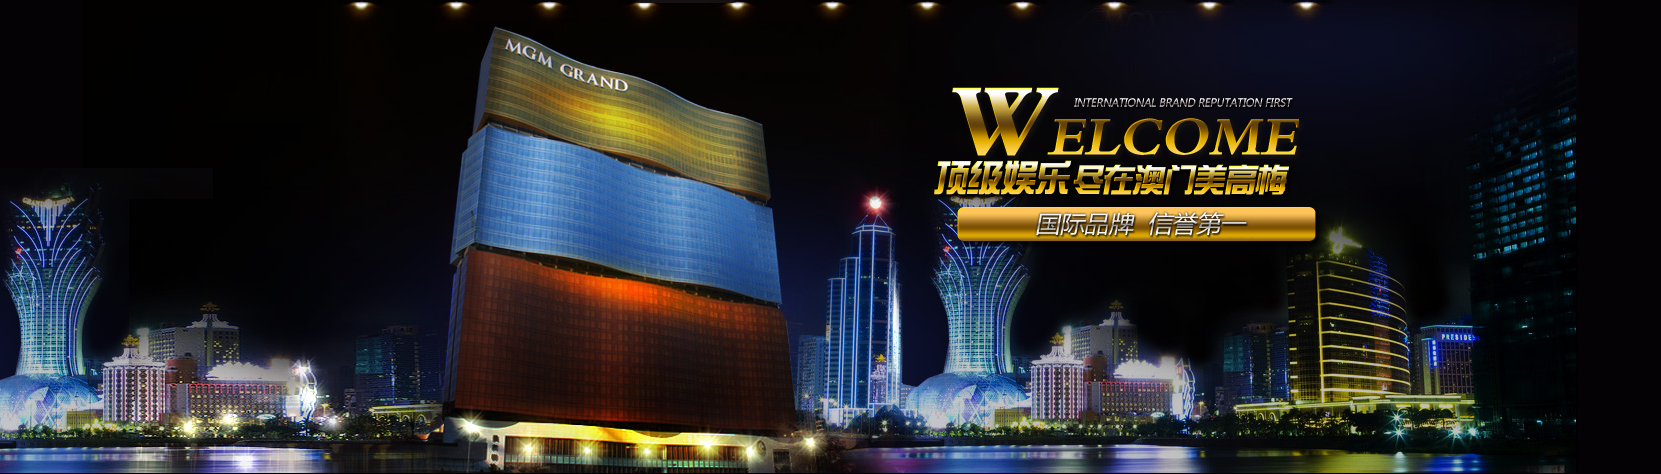 MGM GRAND
INTERNATIONAL BRAND REPUTATION FIRST
WELCOME
顶级娱乐 尽在澳门美高梅
国际品牌 信誉第一